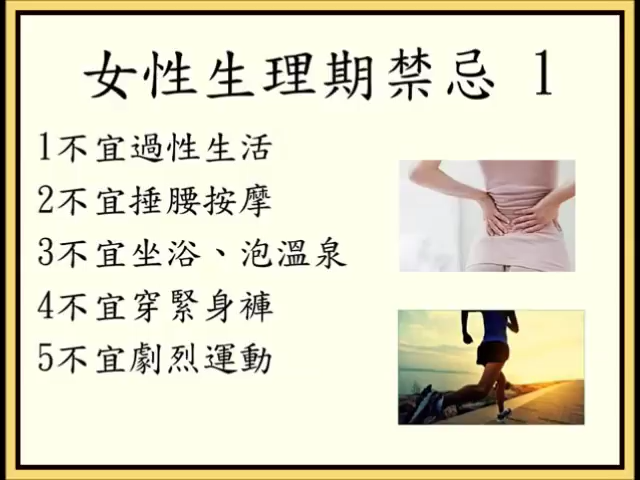 女性生理期禁忌 1
1不宜過性生活
2不宜捶腰按摩
3不宜坐浴、泡溫泉
4不宜穿緊身褲
5不宜劇烈運動